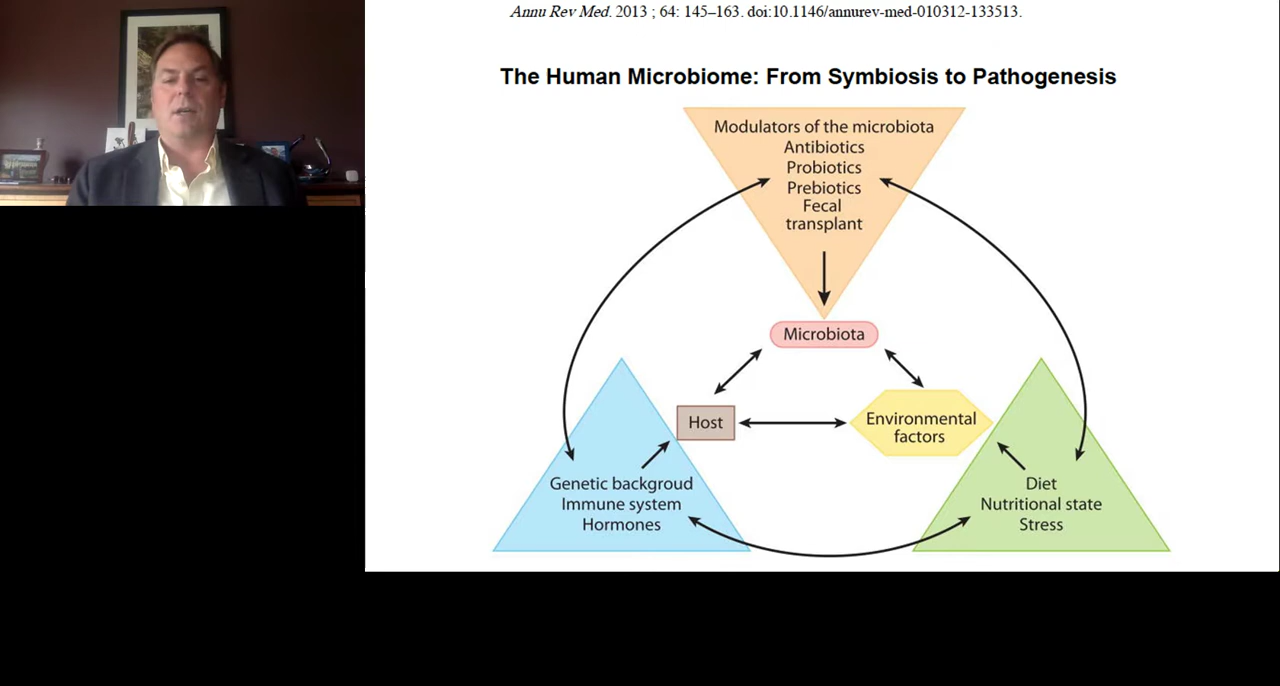 Annu Rev Med. 2013 ; 64: 145–163. doi:10.1146/annurev-med-010312-133513.
The Human Microbiome: From Symbiosis to Pathogenesis
Modulators of the microbiota
Antibiotics
Probiotics
Prebiotics
Fecal
transplant
Microbiota
Host
Environmental
factors
Genetic backgroud
Immune system
Hormones
Diet
Nutritional state
Stress